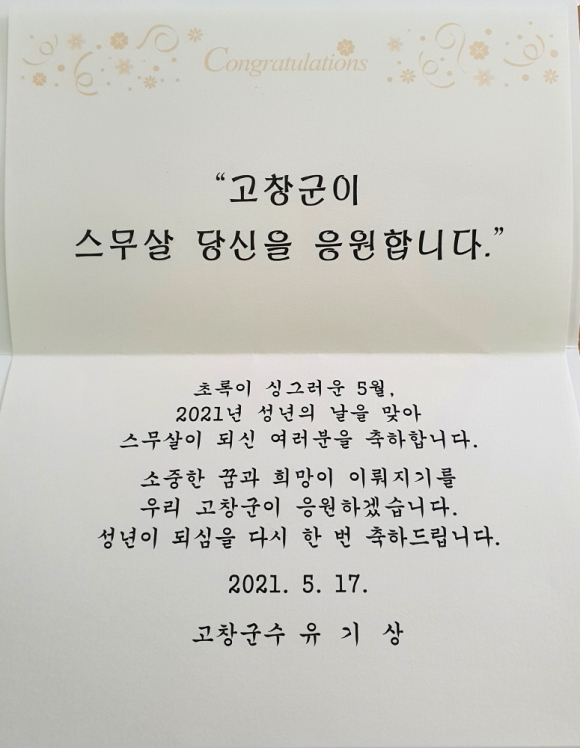 Congratulations
“고창군이
스무살 당신을 응원합니다.”
초록이 싱그러운 5월,
2021년 성년의 날을 맞아
스무살이 되신 여러분을 축하합니다.
소중한 꿈과 희망이 이뤄지기를
우리 고창군이 응원하겠습니다.
성년이 되심을 다시 한 번 축하드립니다.
2021. 5. 17.
고창군수 유 기 상